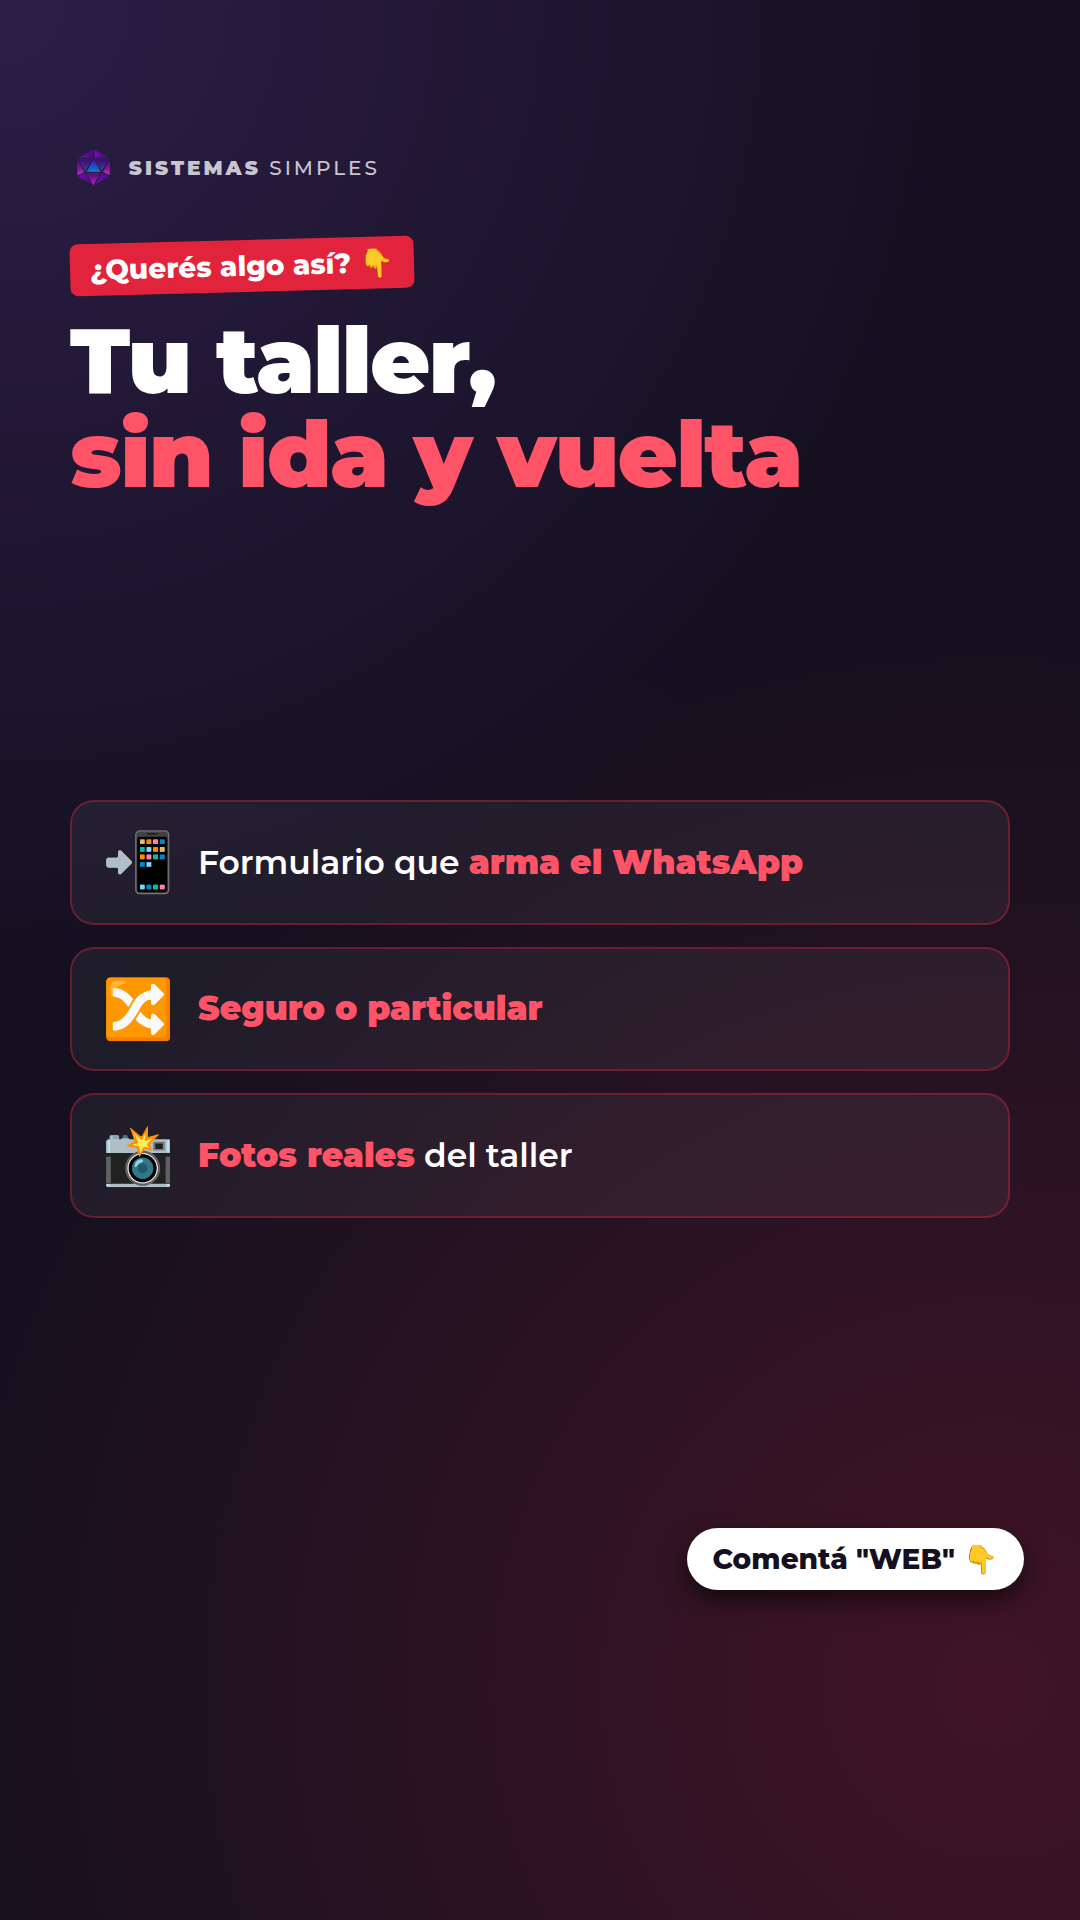 SISTEMAS SIMPLES
¿Querés algo así? 👇
Tu taller,
sin ida y vuelta
Formulario que arma el WhatsApp
Seguro o particular
Fotos reales del taller
Comentá "WEB" 👇